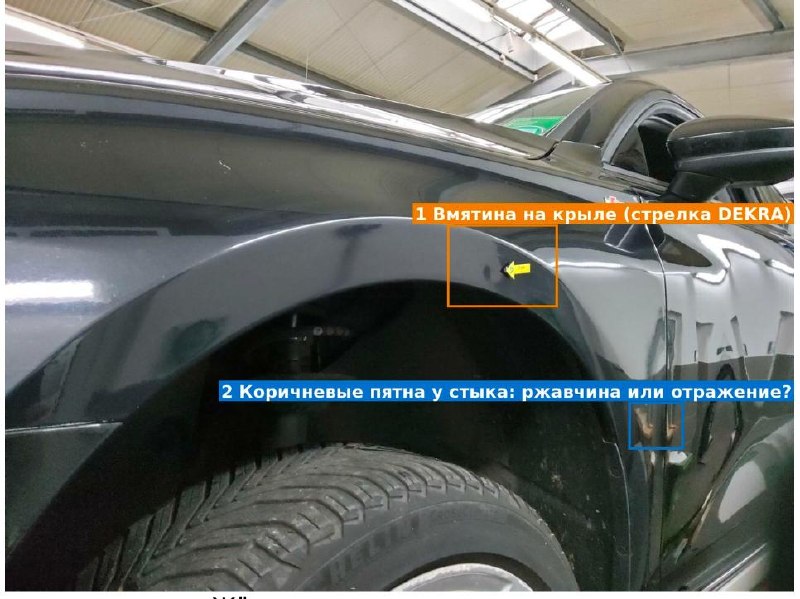 1 Вмятина на крыле (стрелка DEKRA)
2 Коричневые пятна у стыка: ржавчина или отражение?